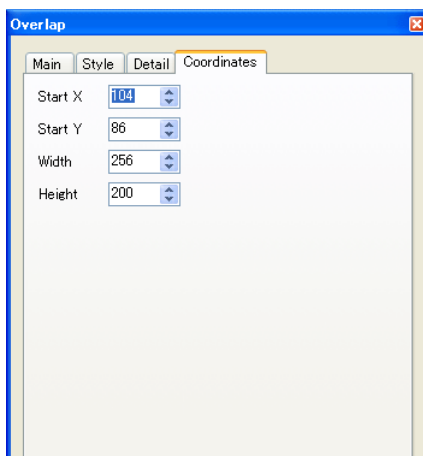 Overlap
Main Style Detail Coordinates
Start X 104
Start Y 86
Width 256
Height 200